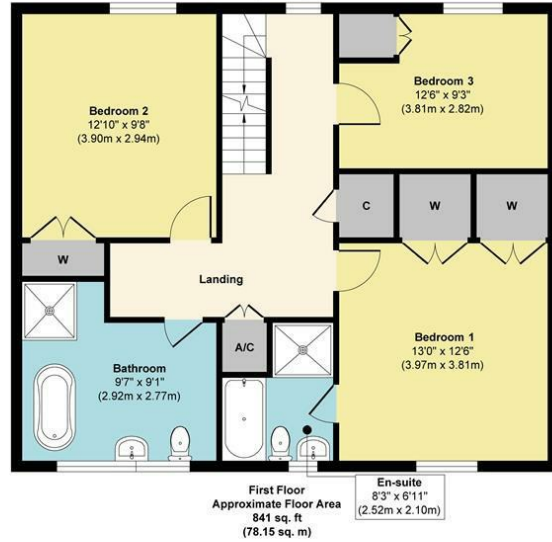 Bedroom 2
12'10" x 9'8"
(3.90m x 2.94m)
Bedroom 3
12'6" x 9'3"
(3.81m x 2.82m)
C
W
W
W
Landing
A/C
Bedroom 1
13'0" x 12'6"
(3.97m x 3.81m)
Bathroom
9'7" x 9'1"
(2.92m x 2.77m)
En-suite
8'3" x 6'11"
(2.52m x 2.10m)
First Floor
Approximate Floor Area
841 sq. ft
(78.15 sq. m)